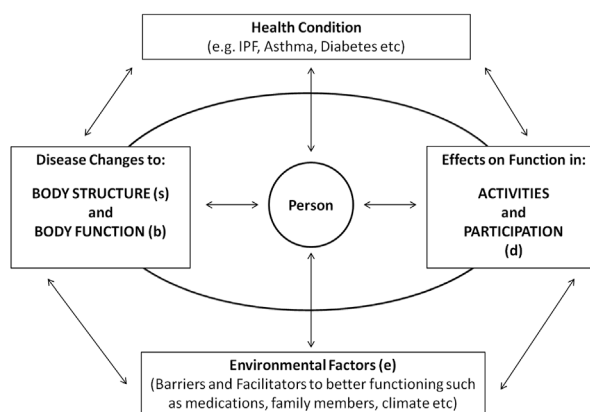 Health Condition
(e.g. IPF, Asthma, Diabetes etc)
Disease Changes to:
BODY STRUCTURE (s)
and
BODY FUNCTION (b)
Person
Effects on Function in:
ACTIVITIES
and
PARTICIPATION
(d)
Environmental Factors (e)
(Barriers and Facilitators to better functioning such
as medications, family members, climate etc)